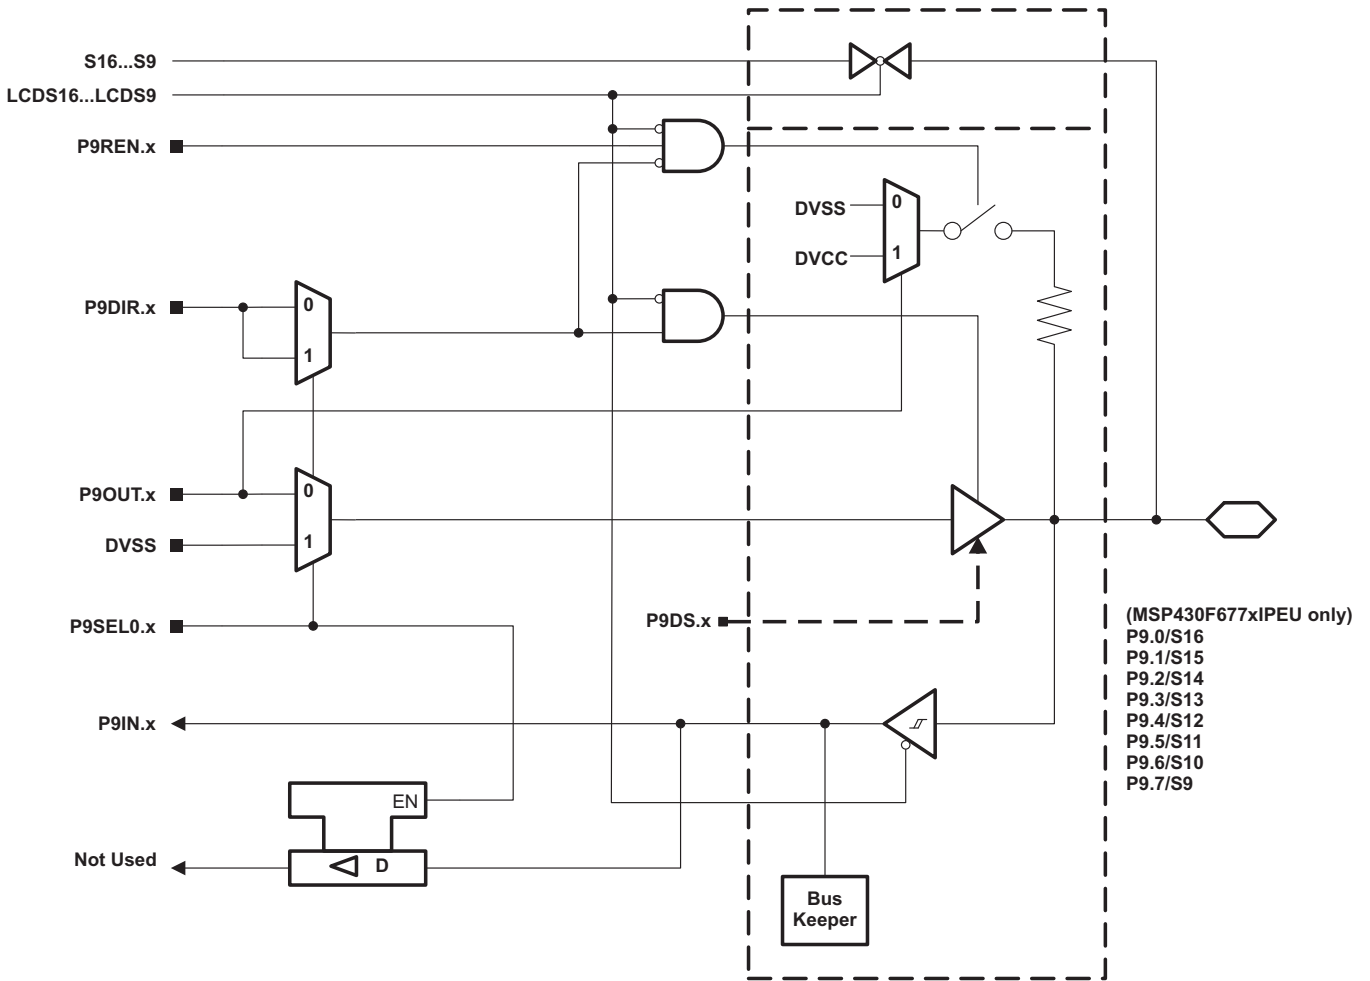 S16...S9
LCDS16...LCDS9
P9REN.x
DVSS
0
DVCC
1
P9DIR.x
0
1
P9OUT.x
0
DVSS
1
P9SEL0.x
P9DS.x
(MSP430F677xIPEU only)
P9.0/S16
P9.1/S15
P9.2/S14
P9.3/S13
P9.4/S12
P9.5/S11
P9.6/S10
P9.7/S9
P9IN.x
EN
Not Used
D
Bus
Keeper